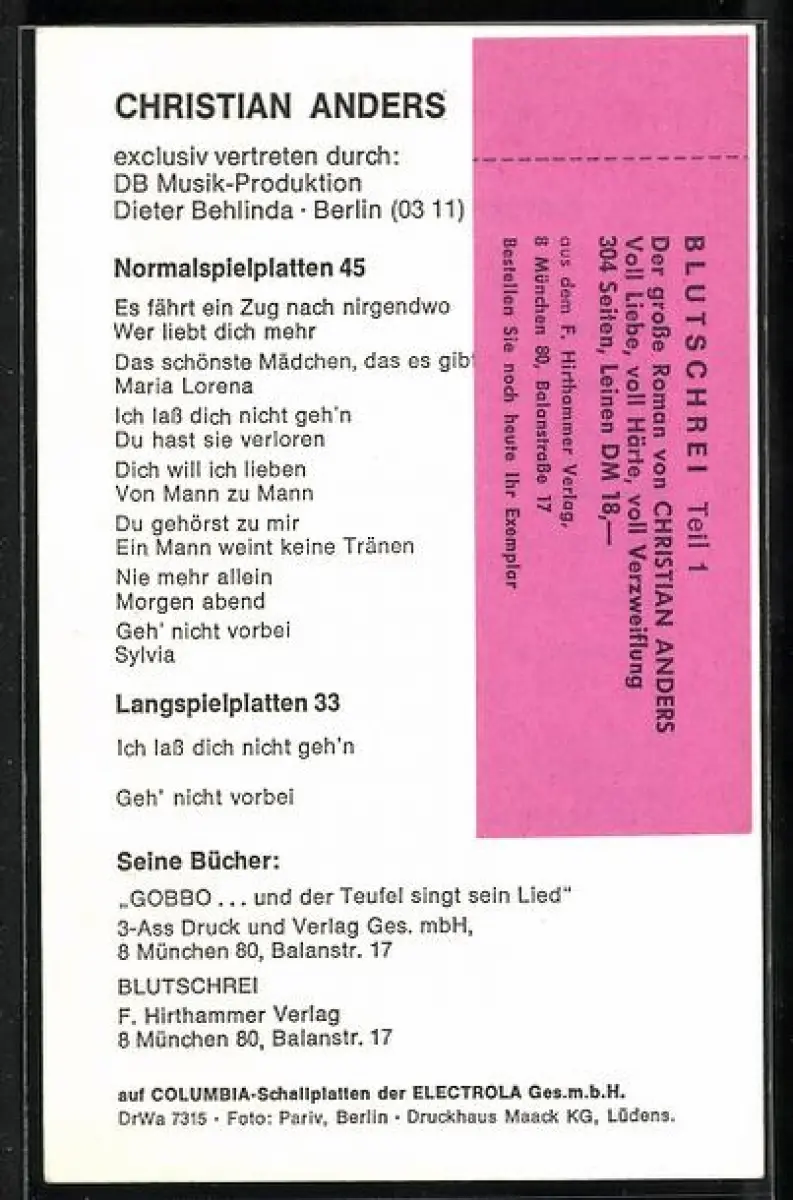 CHRISTIAN ANDERS
exclusiv vertreten durch:
DB Musik-Produktion
Dieter Behlinda · Berlin (03 11)
Normalspielplatten 45
Es fährt ein Zug nach nirgendwo
Wer liebt dich mehr
Das schönste Mädchen, das es gibt
Maria Lorena
Ich laß dich nicht geh'n
Du hast sie verloren
Dich will ich lieben
Von Mann zu Mann
Du gehörst zu mir
Ein Mann weint keine Tränen
Nie mehr allein
Morgen abend
Geh' nicht vorbei
Sylvia
Langspielplatten 33
Ich laß dich nicht geh'n
Geh' nicht vorbei
Seine Bücher:
„GOBBO ... und der Teufel singt sein Lied“
3-Ass Druck und Verlag Ges. mbH,
8 München 80, Balanstr. 17
BLUTSCHREI
F. Hirthammer Verlag
8 München 80, Balanstr. 17
auf COLUMBIA-Schallplatten der ELECTROLA Ges.m.b.H.
DrWa 7315 · Foto: Pariv, Berlin · Druckhaus Maack KG, Lüdens.
BLUTSCHREI Teil 1
Der große Roman von CHRISTIAN ANDERS
Voll Liebe, voll Härte, voll Verzweiflung
304 Seiten, Leinen DM 18,—
aus dem F. Hirthammer Verlag,
8 München 80, Balanstraße 17
Bestellen Sie noch heute Ihr Exemplar